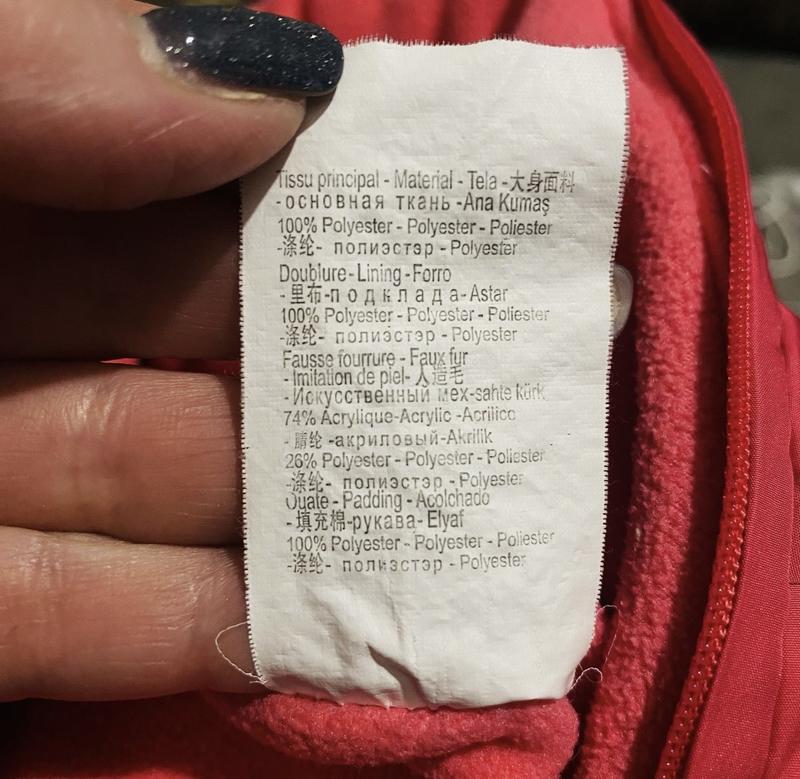 Tissu principal - Material - Tela -大身面料
-основная ткань -Ana Kumaş
100% Polyester - Polyester - Poliester
-涤纶- полиэстэр - Polyester
Doublure - Lining - Forro
- 里布-подклада- Astar
100% Polyester - Polyester - Poliester
-涤纶- полиэстэр - Polyester
Fausse fourrure - Faux fur
- Imitation de piel- 人造毛
-Искусственный мех-sahte kürk
74% Acrylique-Acrylic -Acrilico
- 腈纶 -акриловый-Akrilik
26% Polyester - Polyester - Poliester
-涤纶- полиэстэр - Polyester
Ouate - Padding - Acolchado
- 填充棉-рукава- Elyaf
100% Polyester - Polyester - Poliester
-涤纶- полиэстэр - Polyester